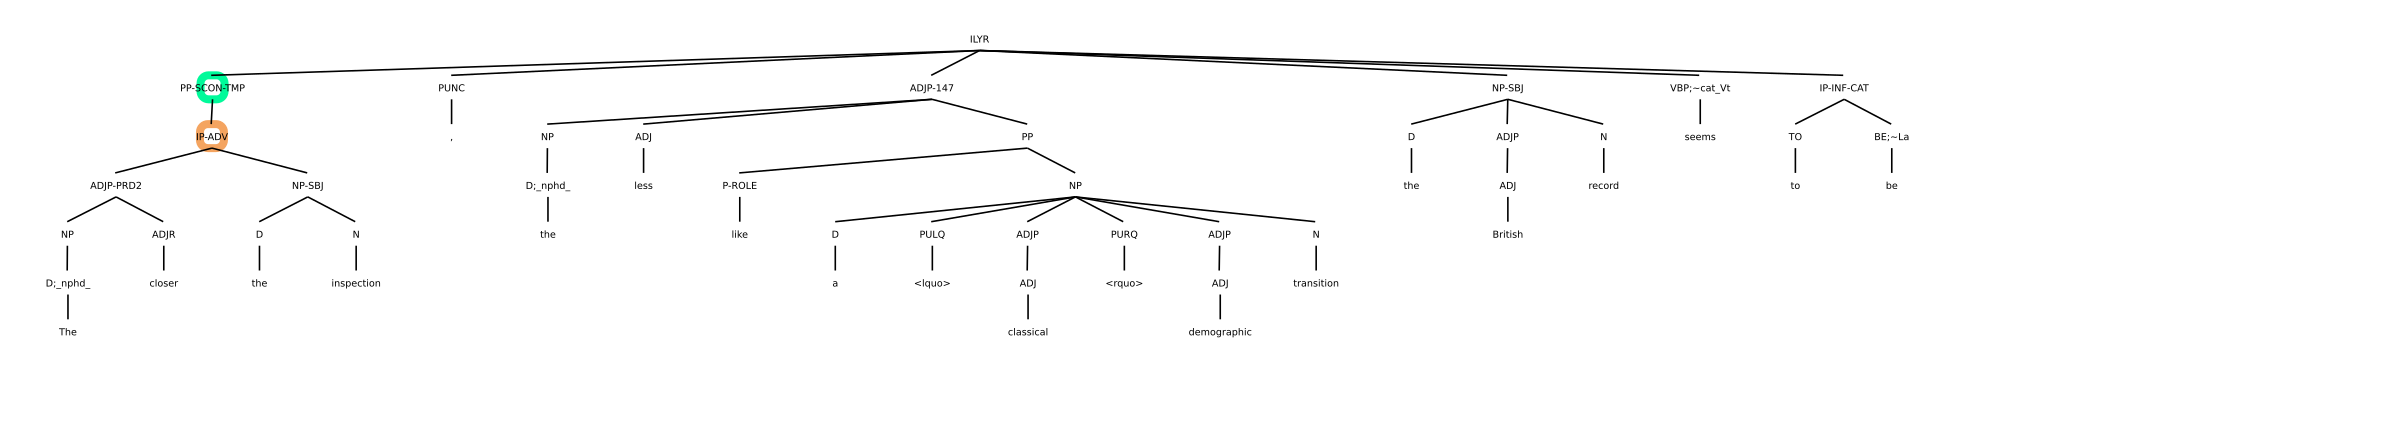 ILYR
PP-SCON-TMP PUNC ADJP-147 NP-SBJ VBP;~cat_Vt IP-INF-CAT
IP-ADV , NP ADJ PP D ADJP N seems TO BE;~La
ADJP-PRD2 NP-SBJ D;_nphd_ less P-ROLE NP the ADJ record to be
NP ADJR D N the like D PULQ ADJP PURQ ADJP N British
D;_nphd_ closer the inspection a <lquo> ADJ <rquo> ADJ transition
The classical demographic